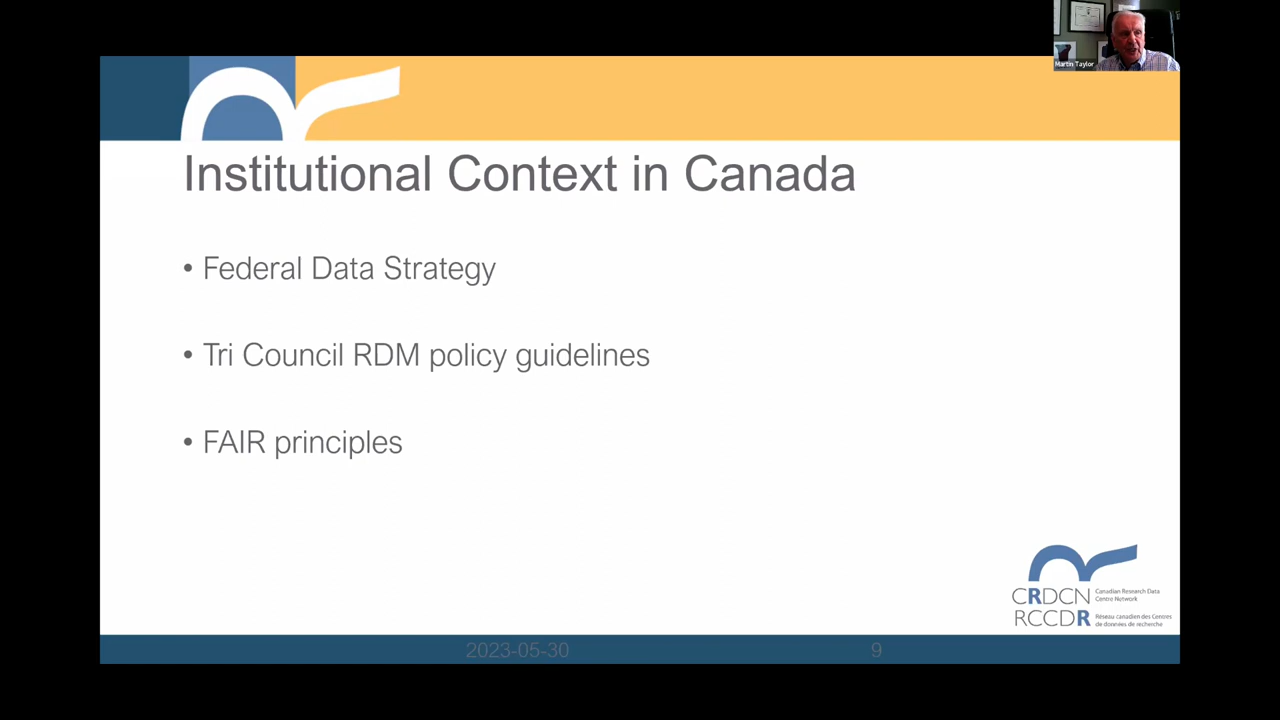 Martin Taylor
Institutional Context in Canada
• Federal Data Strategy
• Tri Council RDM policy guidelines
• FAIR principles
CRDCN Canadian Research Data
Centre Network
RCCDR Réseau canadien des Centres
de données de recherche
2023-05-30 9